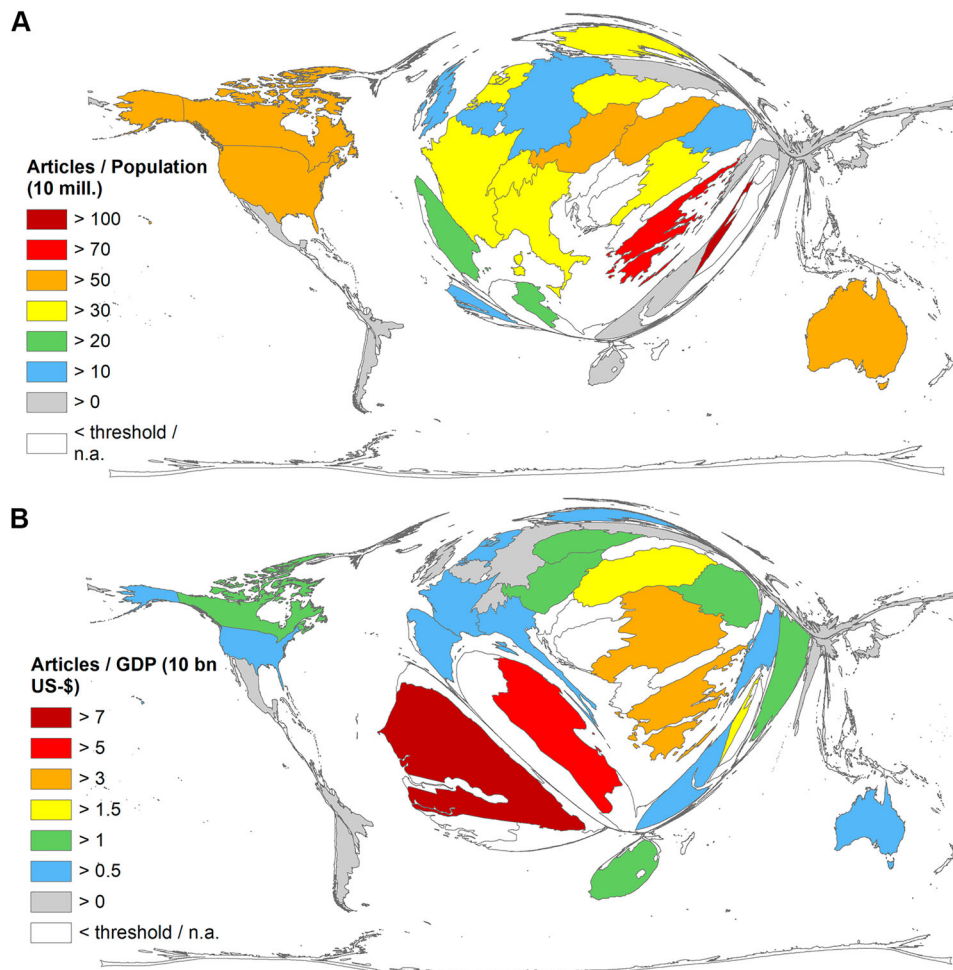 A
Articles / Population
(10 mill.)
> 100
> 70
> 50
> 30
> 20
> 10
> 0
< threshold /
n.a.
B
Articles / GDP (10 bn
US-$)
> 7
> 5
> 3
> 1.5
> 1
> 0.5
> 0
< threshold / n.a.